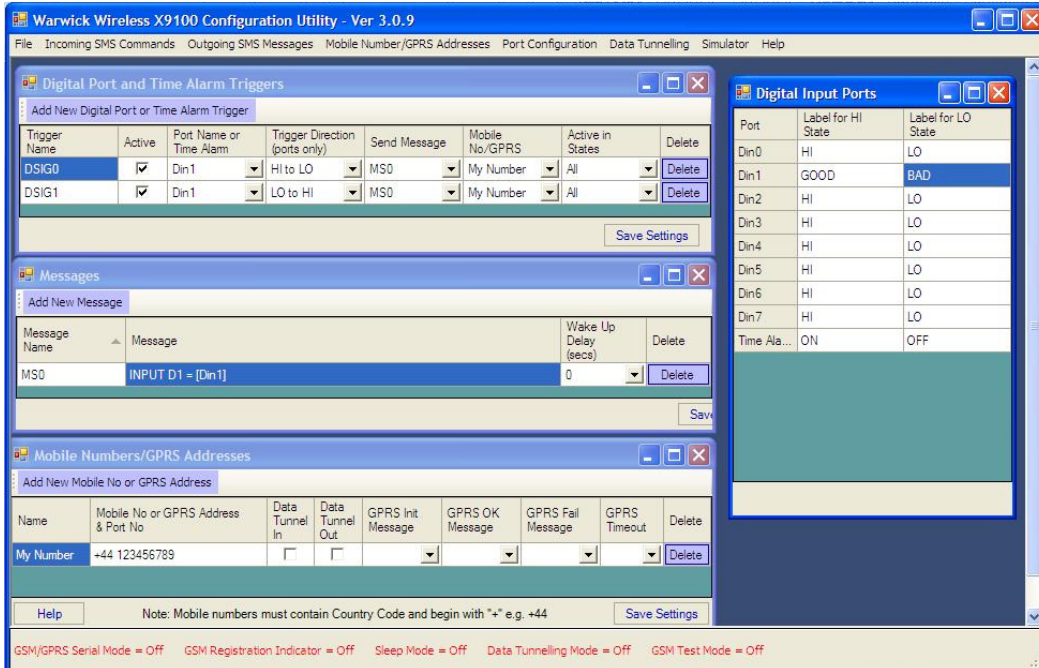 Warwick Wireless X9100 Configuration Utility - Ver 3.0.9
File Incoming SMS Commands Outgoing SMS Messages Mobile Number/GPRS Addresses Port Configuration Data Tunnelling Simulator Help
Digital Port and Time Alarm Triggers
Add New Digital Port or Time Alarm Trigger
Trigger Name Active Port Name or Time Alarm Trigger Direction (ports only) Send Message Mobile No/GPRS Active in States Delete
DSIG0 Din1 HI to LO MS0 My Number All Delete
DSIG1 Din1 LO to HI MS0 My Number All Delete
Save Settings
Messages
Add New Message
Message Name Message Wake Up Delay (secs) Delete
MS0 INPUT D1 = [Din1] 0 Delete
Save
Mobile Numbers/GPRS Addresses
Add New Mobile No or GPRS Address
Name Mobile No or GPRS Address & Port No Data Tunnel In Data Tunnel Out GPRS Init Message GPRS OK Message GPRS Fail Message GPRS Timeout Delete
My Number +44 123456789 Delete
Help Note: Mobile numbers must contain Country Code and begin with "+" e.g. +44 Save Settings
Digital Input Ports
Port Label for HI State Label for LO State
Din0 HI LO
Din1 GOOD BAD
Din2 HI LO
Din3 HI LO
Din4 HI LO
Din5 HI LO
Din6 HI LO
Din7 HI LO
Time Ala... ON OFF
GSM/GPRS Serial Mode = Off GSM Registration Indicator = Off Sleep Mode = Off Data Tunnelling Mode = Off GSM Test Mode = Off